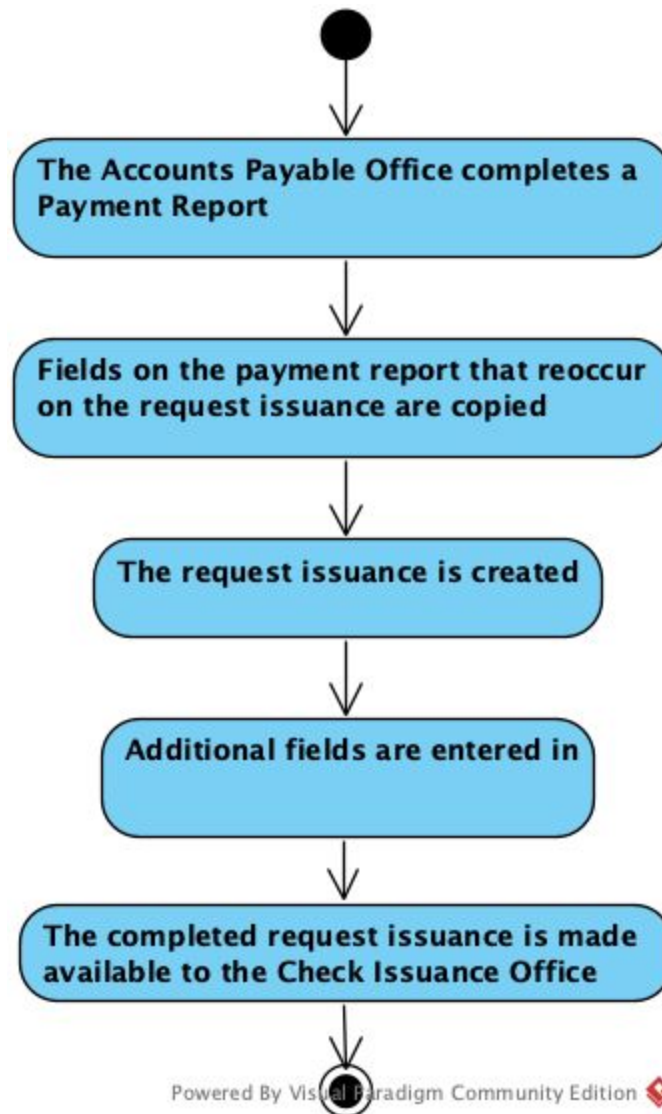 The Accounts Payable Office completes a
Payment Report
Fields on the payment report that reoccur
on the request issuance are copied
The request issuance is created
Additional fields are entered in
The completed request issuance is made
available to the Check Issuance Office
Powered By Visual Paradigm Community Edition